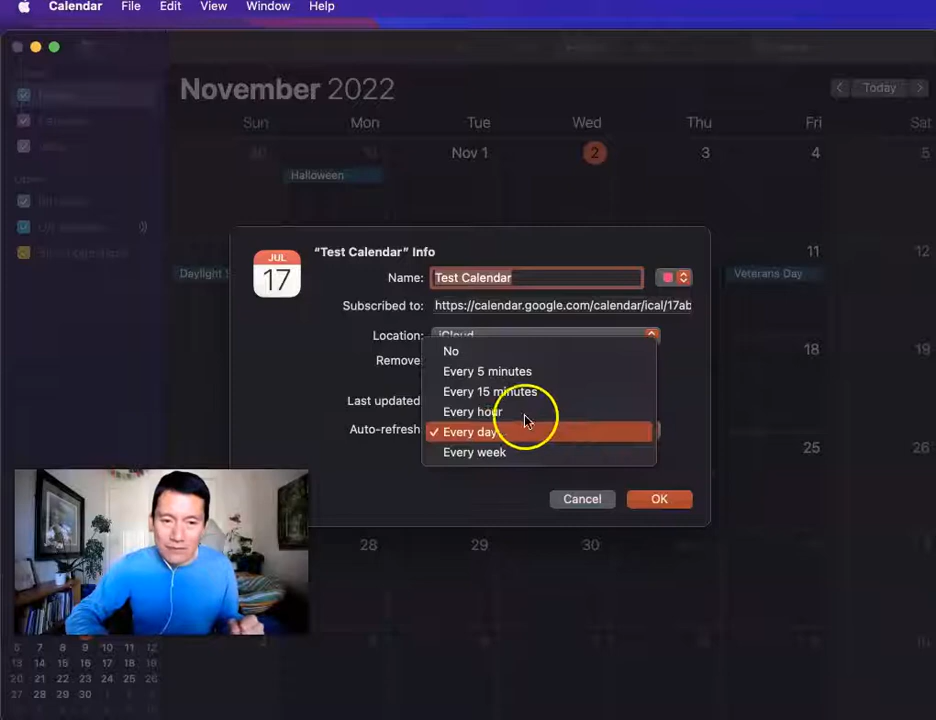 Calendar File Edit View Window Help
November 2022
Today
Sun Mon Tue Wed Thu Fri Sat
30 31 Nov 1 2 3 4 5
Halloween
11 12
Daylight Veterans Day
18 19
25 26
28 29 30
"Test Calendar" Info
JUL
17
Name: Test Calendar
Subscribed to: https://calendar.google.com/calendar/ical/17ab
Location: iCloud
Remove
Last updated
Auto-refresh
No
Every 5 minutes
Every 15 minutes
Every hour
✓ Every day
Every week
Cancel OK
6 7 8 9 10 11 12
13 14 15 16 17 18 19
20 21 22 23 24 25 26
27 28 29 30